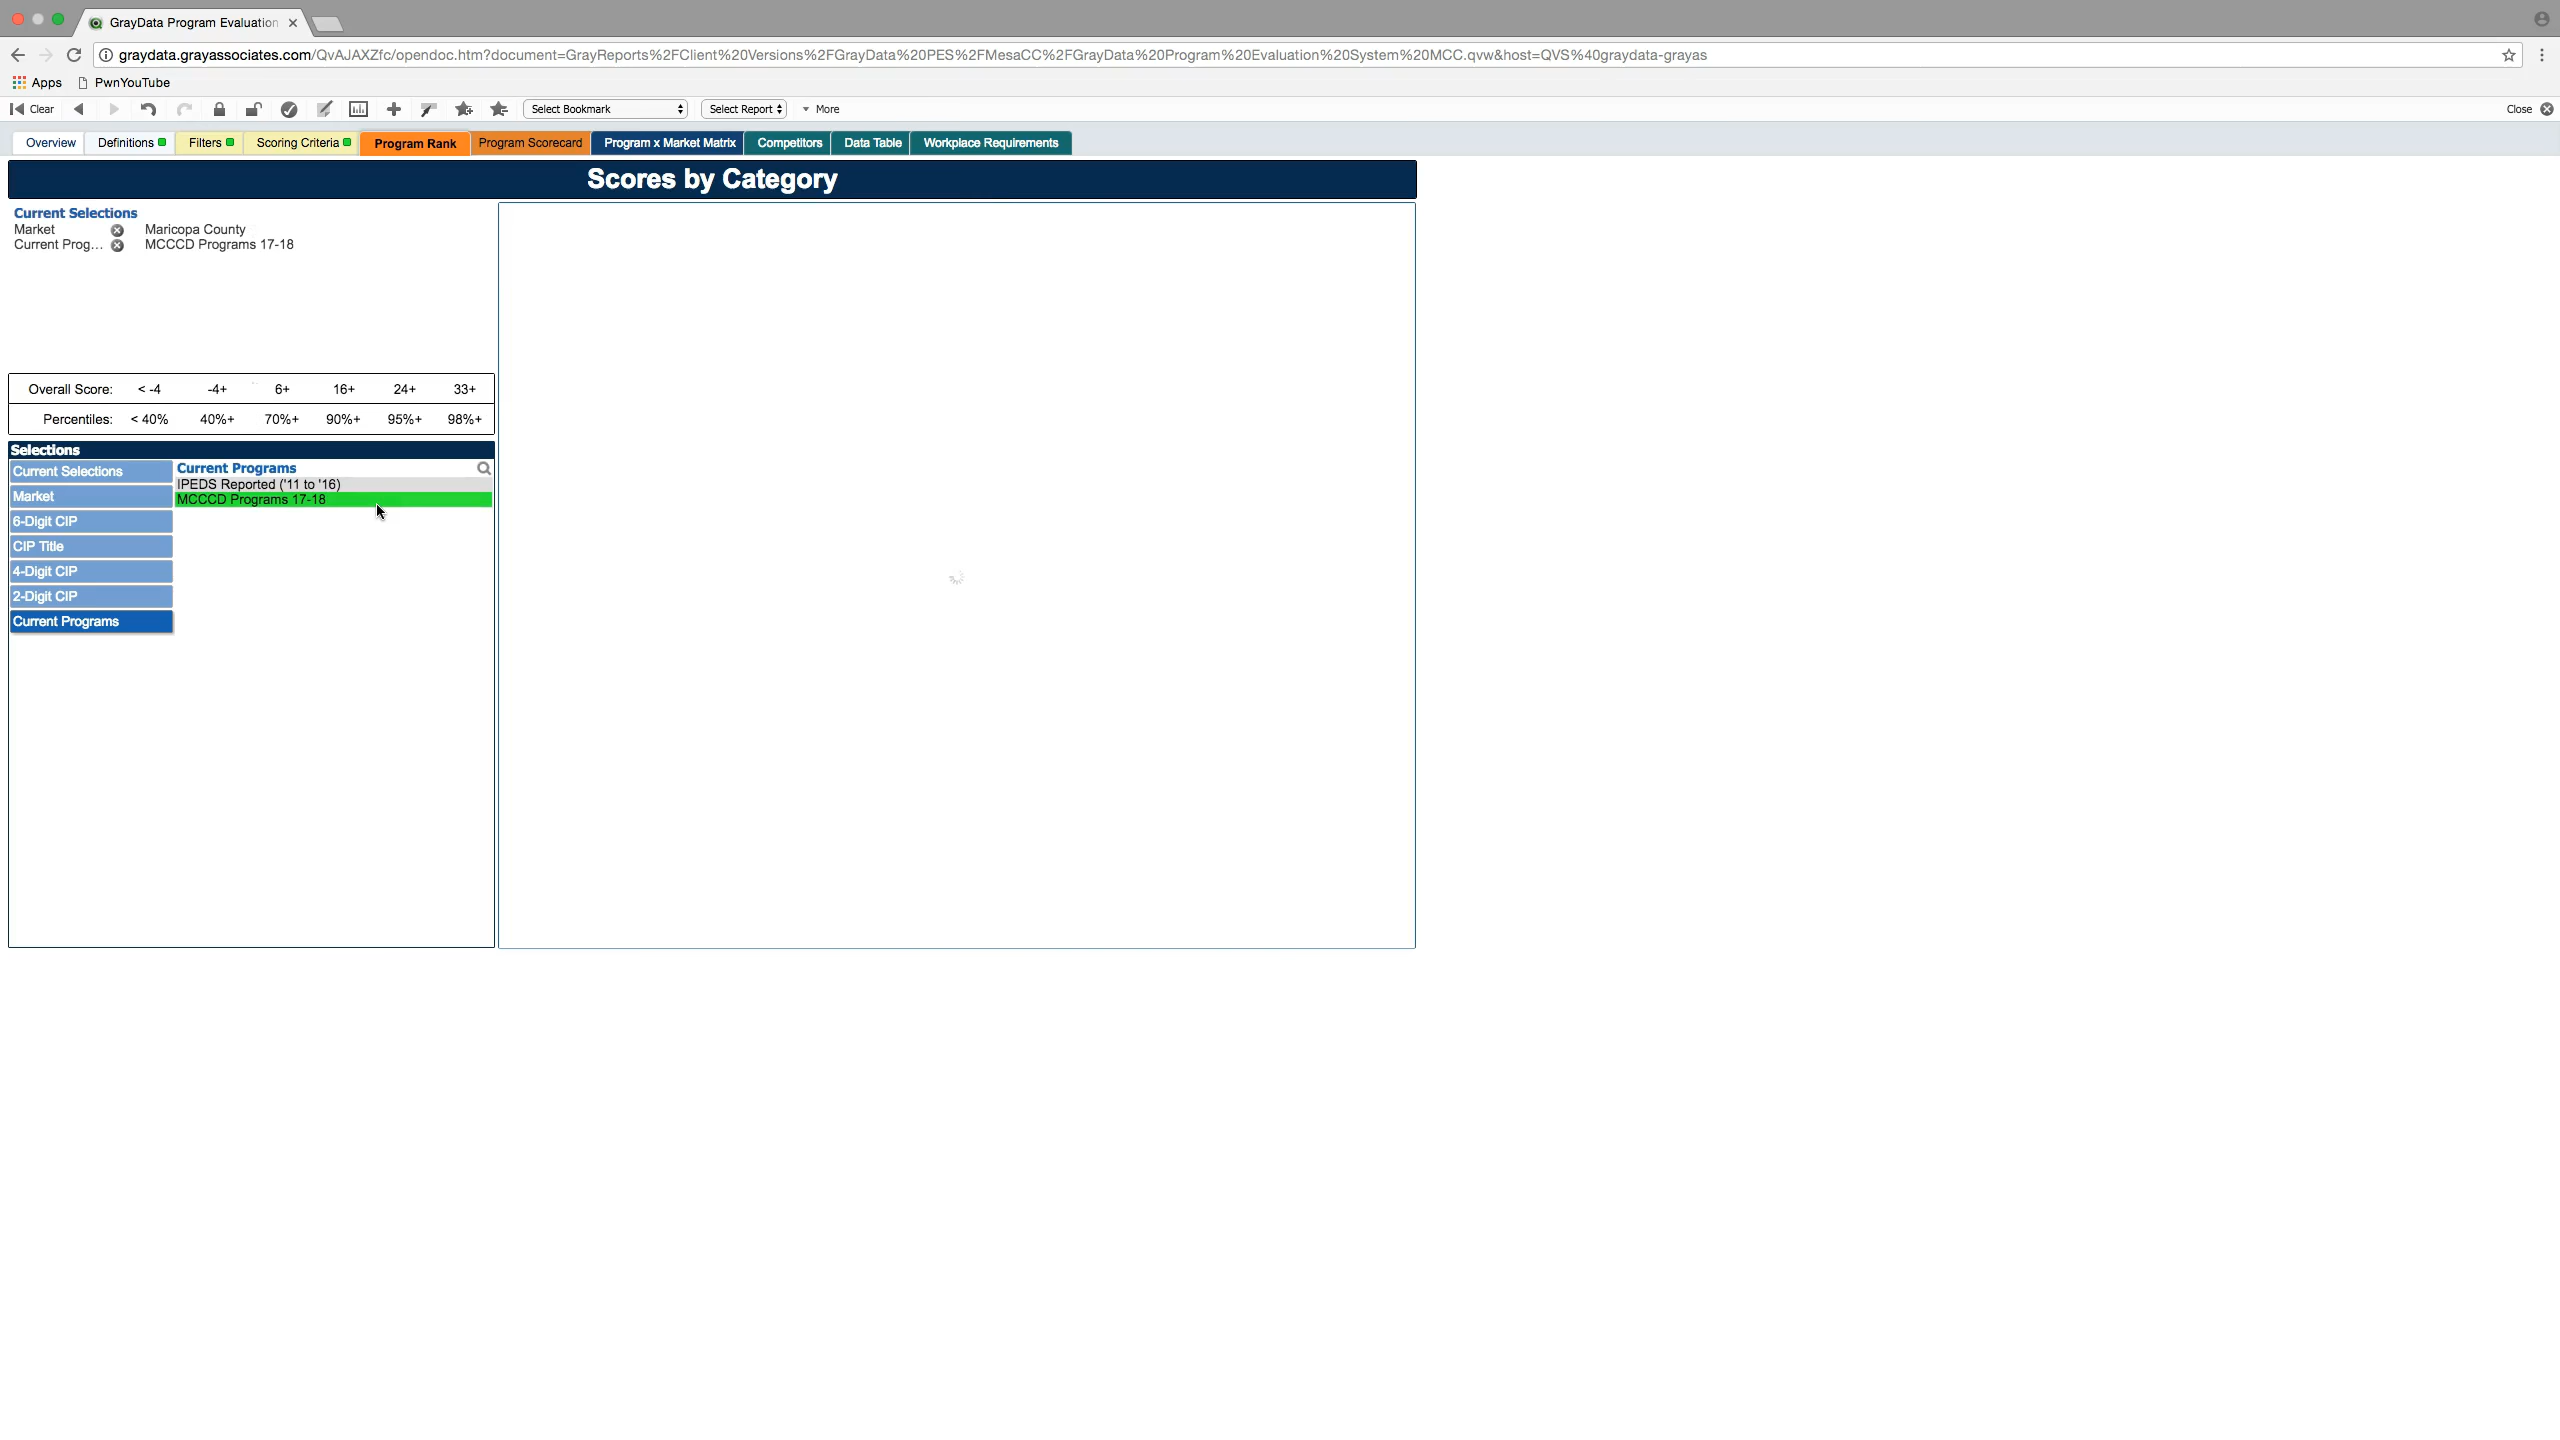 GrayData Program Evaluation
graydata.grayassociates.com/QvAJAXZfc/opendoc.htm?document=GrayReports%2FClient%20Versions%2FGrayData%20PES%2FMesaCC%2FGrayData%20Program%20Evaluation%20System%20MCC.qvw&host=QVS%40graydata-grayas
Apps PwnYouTube
Clear Select Bookmark Select Report More Close
Overview Definitions Filters Scoring Criteria Program Rank Program Scorecard Program x Market Matrix Competitors Data Table Workplace Requirements
Scores by Category
Current Selections
Market Maricopa County
Current Prog... MCCCD Programs 17-18
Overall Score: < -4 -4+ 6+ 16+ 24+ 33+
Percentiles: < 40% 40%+ 70%+ 90%+ 95%+ 98%+
Selections
Current Selections
Market
6-Digit CIP
CIP Title
4-Digit CIP
2-Digit CIP
Current Programs
Current Programs
IPEDS Reported ('11 to '16)
MCCCD Programs 17-18